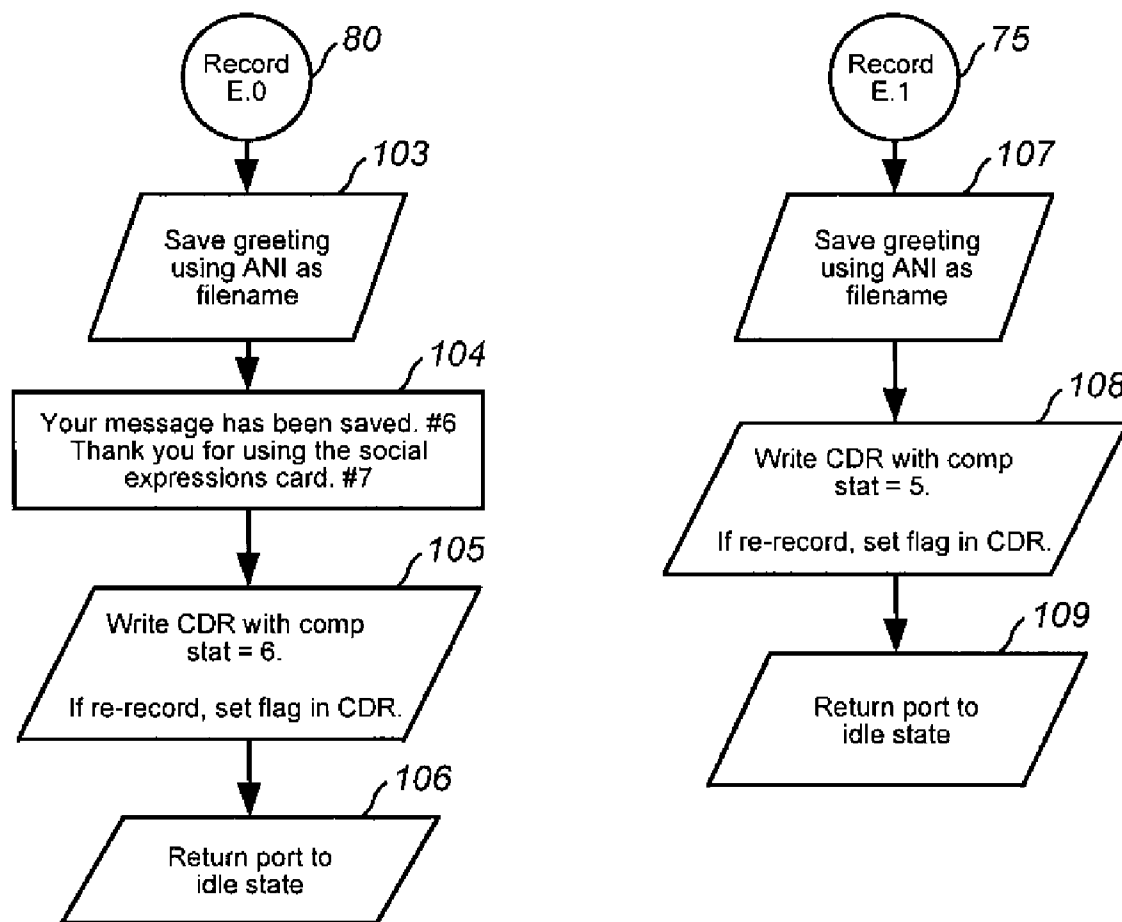 80
Record
E.0
103
Save greeting
using ANI as
filename
104
Your message has been saved. #6
Thank you for using the social
expressions card. #7
105
Write CDR with comp
stat = 6.
If re-record, set flag in CDR.
106
Return port to
idle state
75
Record
E.1
107
Save greeting
using ANI as
filename
108
Write CDR with comp
stat = 5.
If re-record, set flag in CDR.
109
Return port to
idle state